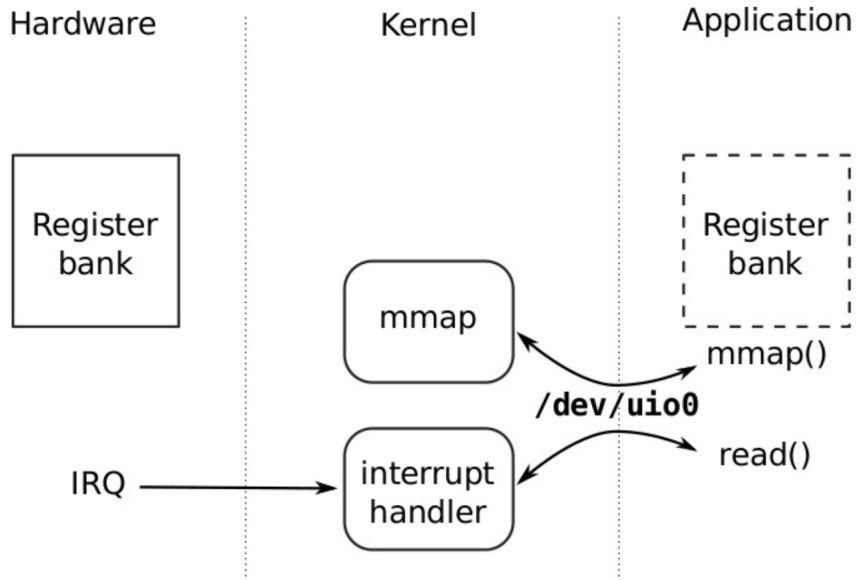 Hardware
Kernel
Application
Register
bank
Register
bank
mmap
mmap()
/dev/uio0
IRQ
interrupt
handler
read()